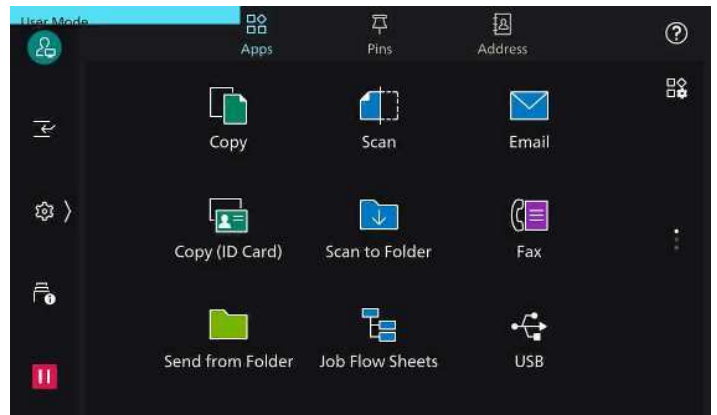 User Mode
Apps Pins Address
Copy Scan Email
Copy (ID Card) Scan to Folder Fax
Send from Folder Job Flow Sheets USB